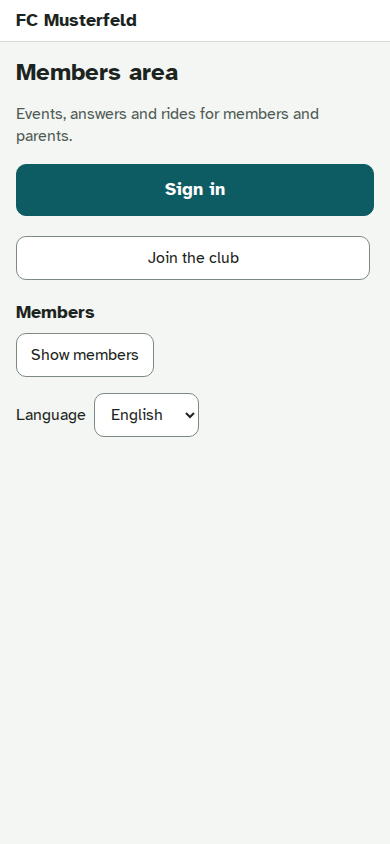 FC Musterfeld
Members area
Events, answers and rides for members and
parents.
Sign in
Join the club
Members
Show members
Language English